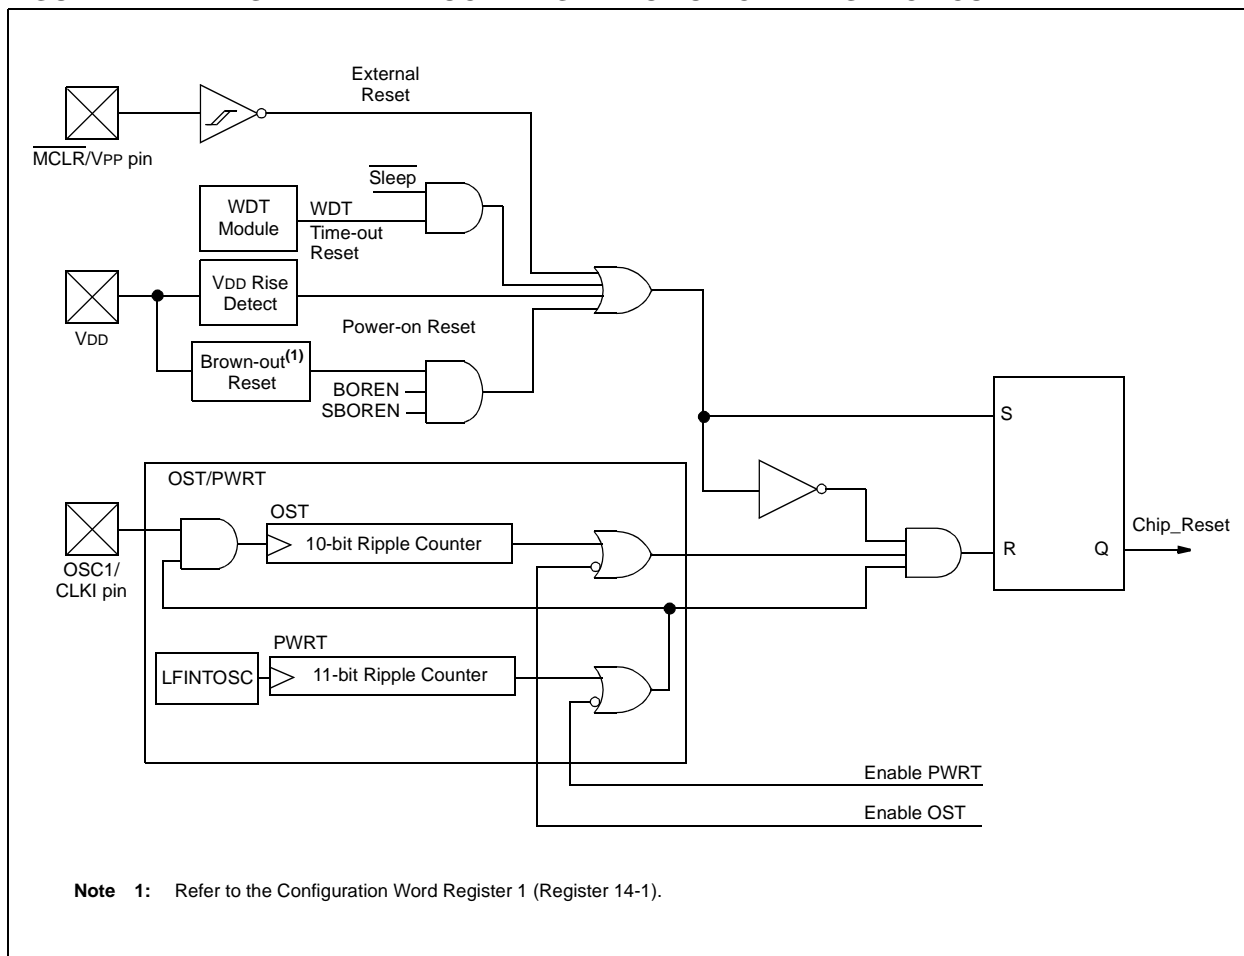 External
Reset
MCLR/VPP pin
Sleep
WDT
Module
WDT
Time-out
Reset
VDD Rise
Detect
VDD
Power-on Reset
Brown-out(1)
Reset
BOREN
SBOREN
S
OST/PWRT
OST
10-bit Ripple Counter
OSC1/
CLKI pin
Chip_Reset
R
Q
PWRT
LFINTOSC
11-bit Ripple Counter
Enable PWRT
Enable OST
Note 1: Refer to the Configuration Word Register 1 (Register 14-1).